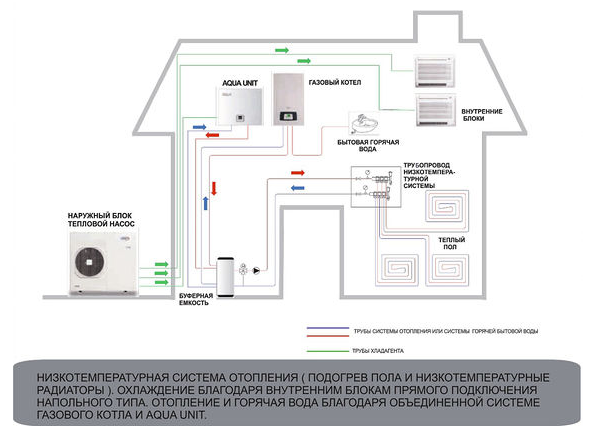 AQUA UNIT
ГАЗОВЫЙ КОТЕЛ
ВНУТРЕННИЕ
БЛОКИ
БЫТОВАЯ ГОРЯЧАЯ
ВОДА
ТРУБОПРОВОД
НИЗКОТЕМПЕРА-
ТУРНОЙ
СИСТЕМЫ
НАРУЖНЫЙ БЛОК
ТЕПЛОВОЙ НАСОС
ТЕПЛЫЙ
ПОЛ
БУФЕРНАЯ
ЕМКОСТЬ
ТРУБЫ СИСТЕМЫ ОТОПЛЕНИЯ ИЛИ СИСТЕМЫ ГОРЯЧЕЙ БЫТОВОЙ ВОДЫ
ТРУБЫ ХЛАДАГЕНТА
НИЗКОТЕМПЕРАТУРНАЯ СИСТЕМА ОТОПЛЕНИЯ ( ПОДОГРЕВ ПОЛА И НИЗКОТЕМПЕРАТУРНЫЕ
РАДИАТОРЫ ). ОХЛАЖДЕНИЕ БЛАГОДАРЯ ВНУТРЕННИМ БЛОКАМ ПРЯМОГО ПОДКЛЮЧЕНИЯ
НАПОЛЬНОГО ТИПА. ОТОПЛЕНИЕ И ГОРЯЧАЯ ВОДА БЛАГОДАРЯ ОБЪЕДИНЕННОЙ СИСТЕМЕ
ГАЗОВОГО КОТЛА И AQUA UNIT.